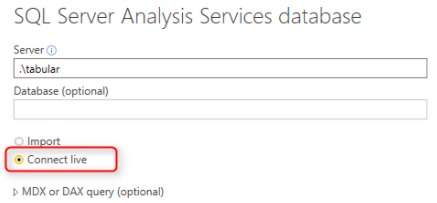 SQL Server Analysis Services database
Server
.\tabular
Database (optional)
Import
Connect live
MDX or DAX query (optional)